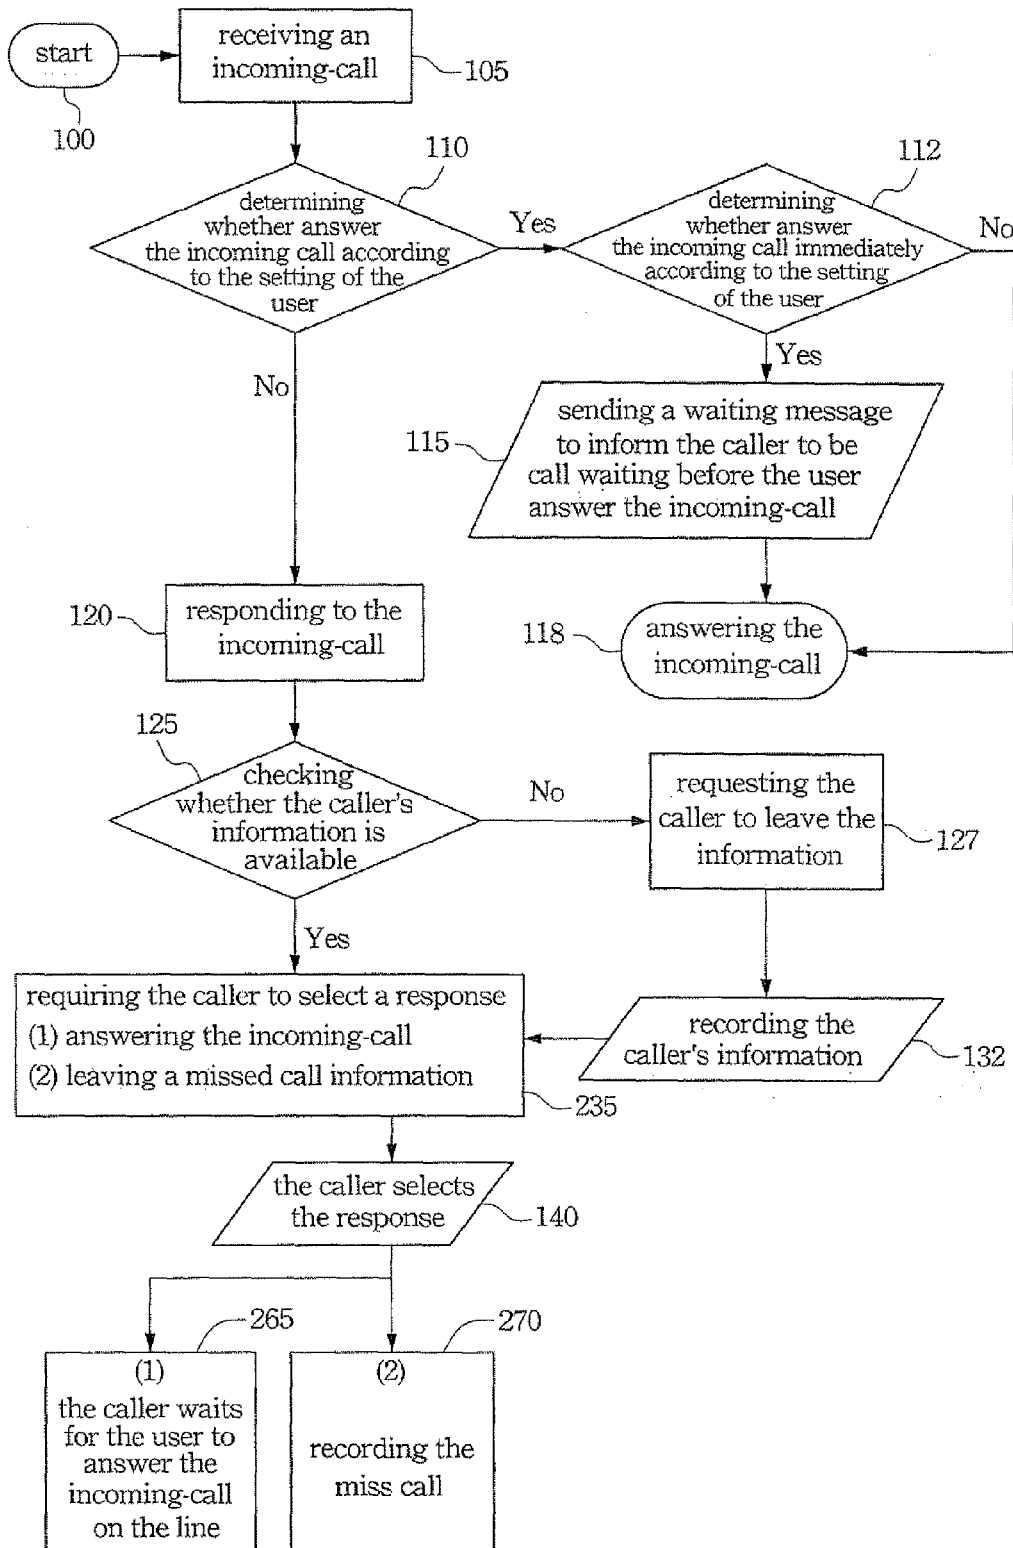 start
100
receiving an
incoming-call
105
110
determining
whether answer
the incoming call according
to the setting of the
user
Yes
112
determining
whether answer
the incoming call immediately
according to the setting
of the user
No
No
Yes
115
sending a waiting message
to inform the caller to be
call waiting before the user
answer the incoming-call
120
responding to the
incoming-call
118
answering the
incoming-call
125
checking
whether the caller's
information is
available
No
requesting the
caller to leave the
information
127
Yes
requiring the caller to select a response
(1) answering the incoming-call
(2) leaving a missed call information
235
recording the
caller's information
132
the caller selects
the response
140
265
(1)
the caller waits
for the user to
answer the
incoming-call
on the line
270
(2)
recording the
miss call